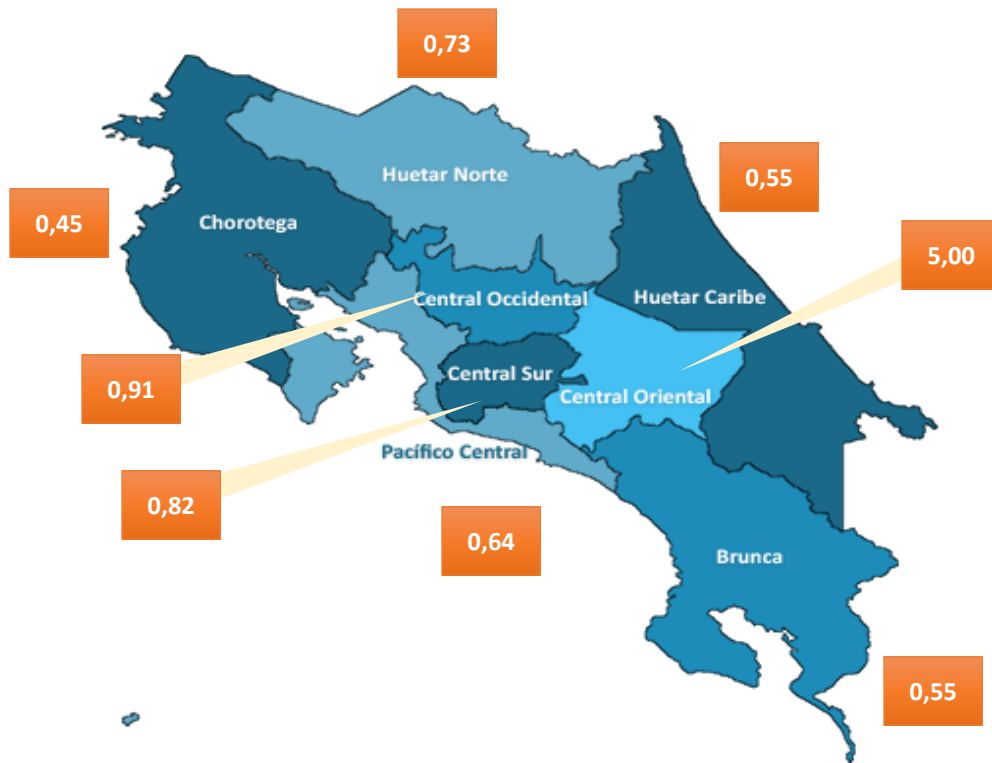 0,73
Huetar Norte
0,55
0,45
Chorotega
5,00
Central Occidental
Huetar Caribe
0,91
Central Sur
Central Oriental
Pacífico Central
0,82
0,64
Brunca
0,55